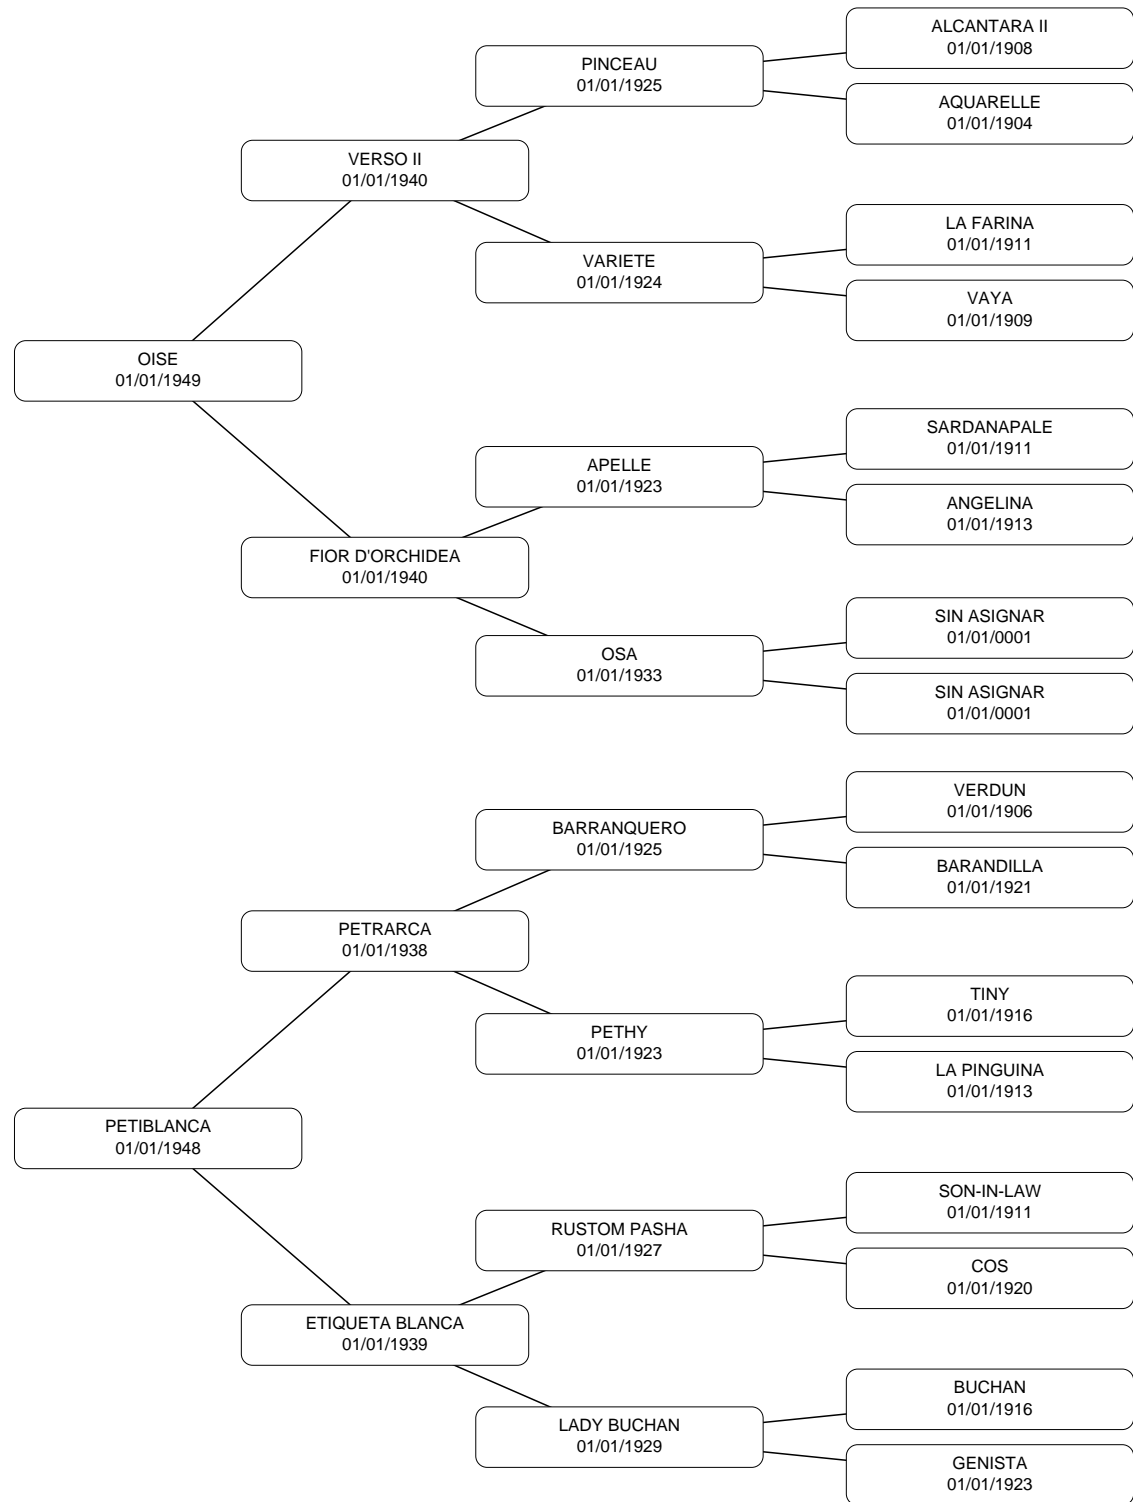 ALCANTARA II
01/01/1908
PINCEAU
01/01/1925
AQUARELLE
01/01/1904
VERSO II
01/01/1940
LA FARINA
01/01/1911
VARIETE
01/01/1924
VAYA
01/01/1909
OISE
01/01/1949
SARDANAPALE
01/01/1911
APELLE
01/01/1923
ANGELINA
01/01/1913
FIOR D'ORCHIDEA
01/01/1940
SIN ASIGNAR
01/01/0001
OSA
01/01/1933
SIN ASIGNAR
01/01/0001
VERDUN
01/01/1906
BARRANQUERO
01/01/1925
BARANDILLA
01/01/1921
PETRARCA
01/01/1938
TINY
01/01/1916
PETHY
01/01/1923
LA PINGUINA
01/01/1913
PETIBLANCA
01/01/1948
SON-IN-LAW
01/01/1911
RUSTOM PASHA
01/01/1927
COS
01/01/1920
ETIQUETA BLANCA
01/01/1939
BUCHAN
01/01/1916
LADY BUCHAN
01/01/1929
GENISTA
01/01/1923